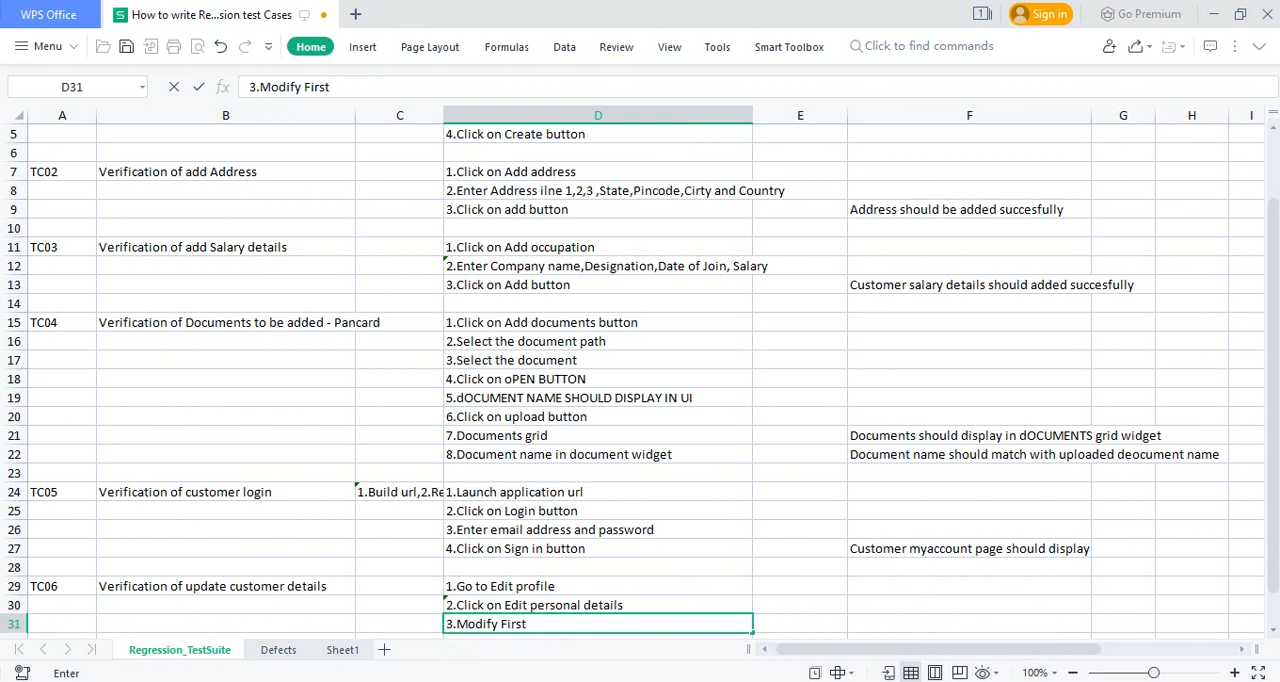 WPS Office
How to write Re...sion test Cases
Sign in
Go Premium
Menu
Home Insert Page Layout Formulas Data Review View Tools Smart Toolbox Click to find commands
D31 fx 3.Modify First
A B C D E F G H I
5 4.Click on Create button
6
7 TC02 Verification of add Address 1.Click on Add address
8 2.Enter Address ilne 1,2,3 ,State,Pincode,Cirty and Country
9 3.Click on add button Address should be added succesfully
10
11 TC03 Verification of add Salary details 1.Click on Add occupation
12 2.Enter Company name,Designation,Date of Join, Salary
13 3.Click on Add button Customer salary details should added succesfully
14
15 TC04 Verification of Documents to be added - Pancard 1.Click on Add documents button
16 2.Select the document path
17 3.Select the document
18 4.Click on oPEN BUTTON
19 5.dOCUMENT NAME SHOULD DISPLAY IN UI
20 6.Click on upload button
21 7.Documents grid Documents should display in dOCUMENTS grid widget
22 8.Document name in document widget Document name should match with uploaded deocument name
23
24 TC05 Verification of customer login 1.Build url,2.Re 1.Launch application url
25 2.Click on Login button
26 3.Enter email address and password
27 4.Click on Sign in button Customer myaccount page should display
28
29 TC06 Verification of update customer details 1.Go to Edit profile
30 2.Click on Edit personal details
31 3.Modify First
Regression_TestSuite Defects Sheet1
Enter 100%